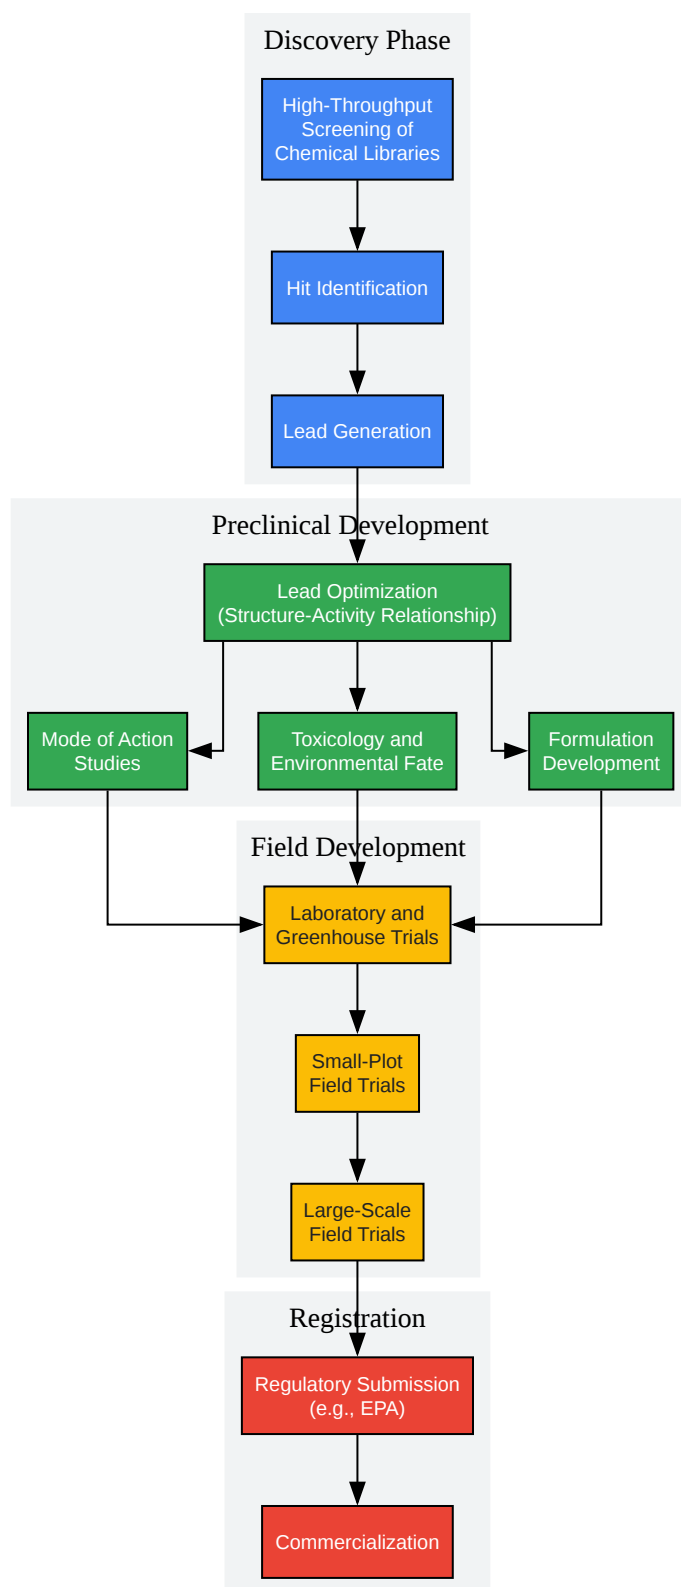 Discovery Phase
High-Throughput
Screening of
Chemical Libraries
Hit Identification
Lead Generation
Preclinical Development
Lead Optimization
(Structure-Activity Relationship)
Mode of Action
Studies
Toxicology and
Environmental Fate
Formulation
Development
Field Development
Laboratory and
Greenhouse Trials
Small-Plot
Field Trials
Large-Scale
Field Trials
Registration
Regulatory Submission
(e.g., EPA)
Commercialization